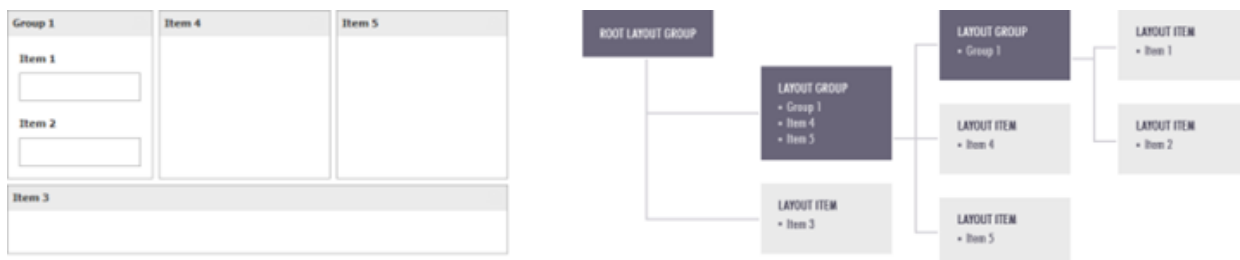 Group 1
Item 4
Item 5
Item 1
Item 2
Item 3
ROOT LAYOUT GROUP
LAYOUT GROUP
• Group 1
• Item 4
• Item 5
LAYOUT ITEM
• Item 3
LAYOUT GROUP
• Group 1
LAYOUT ITEM
• Item 4
LAYOUT ITEM
• Item 5
LAYOUT ITEM
• Item 1
LAYOUT ITEM
• Item 2